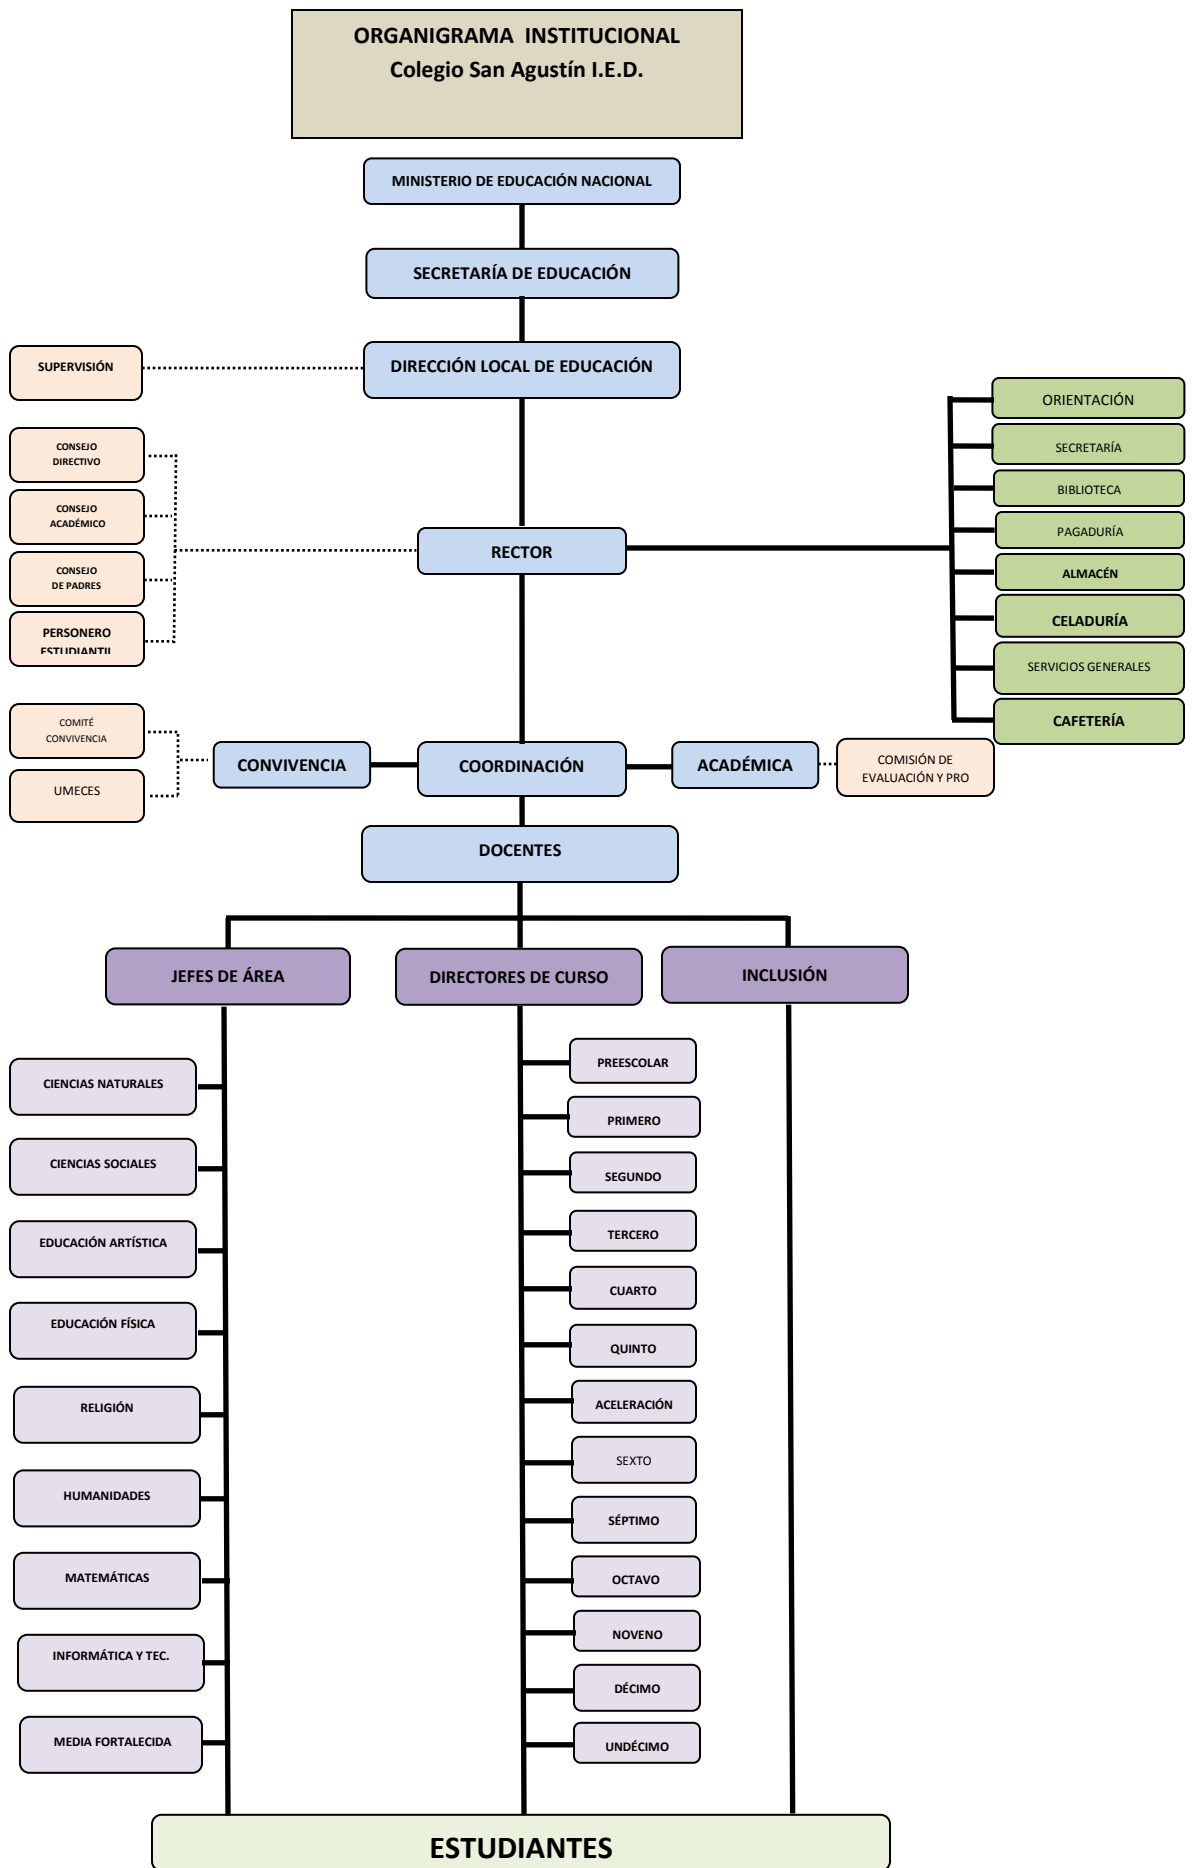 ORGANIGRAMA INSTITUCIONAL
Colegio San Agustín I.E.D.
MINISTERIO DE EDUCACIÓN NACIONAL
SECRETARÍA DE EDUCACIÓN
SUPERVISIÓN
DIRECCIÓN LOCAL DE EDUCACIÓN
CONSEJO
DIRECTIVO
CONSEJO
ACADÉMICO
CONSEJO
DE PADRES
PERSONERO
ESTUDIANTIL
RECTOR
ORIENTACIÓN
SECRETARÍA
BIBLIOTECA
PAGADURÍA
ALMACÉN
CELADURÍA
SERVICIOS GENERALES
CAFETERÍA
COMITÉ
CONVIVENCIA
UMECES
CONVIVENCIA
COORDINACIÓN
ACADÉMICA
COMISIÓN DE
EVALUACIÓN Y PRO
DOCENTES
JEFES DE ÁREA
DIRECTORES DE CURSO
INCLUSIÓN
CIENCIAS NATURALES
CIENCIAS SOCIALES
EDUCACIÓN ARTÍSTICA
EDUCACIÓN FÍSICA
RELIGIÓN
HUMANIDADES
MATEMÁTICAS
INFORMÁTICA Y TEC.
MEDIA FORTALECIDA
PREESCOLAR
PRIMERO
SEGUNDO
TERCERO
CUARTO
QUINTO
ACELERACIÓN
SEXTO
SÉPTIMO
OCTAVO
NOVENO
DÉCIMO
UNDÉCIMO
ESTUDIANTES